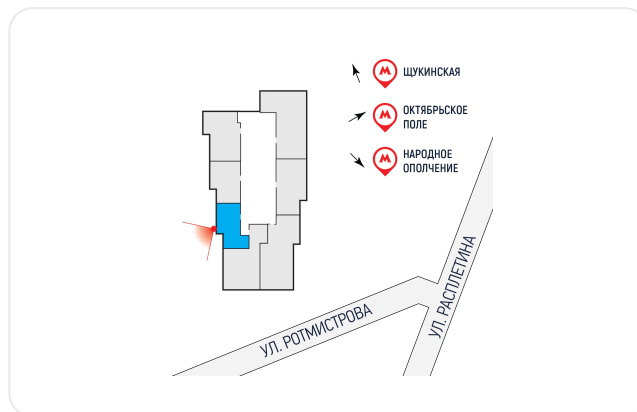 ЩУКИНСКАЯ
ОКТЯБРЬСКОЕ
ПОЛЕ
НАРОДНОЕ
ОПОЛЧЕНИЕ
УЛ. РОТМИСТРОВА
УЛ. РАСПЛЕТИНА